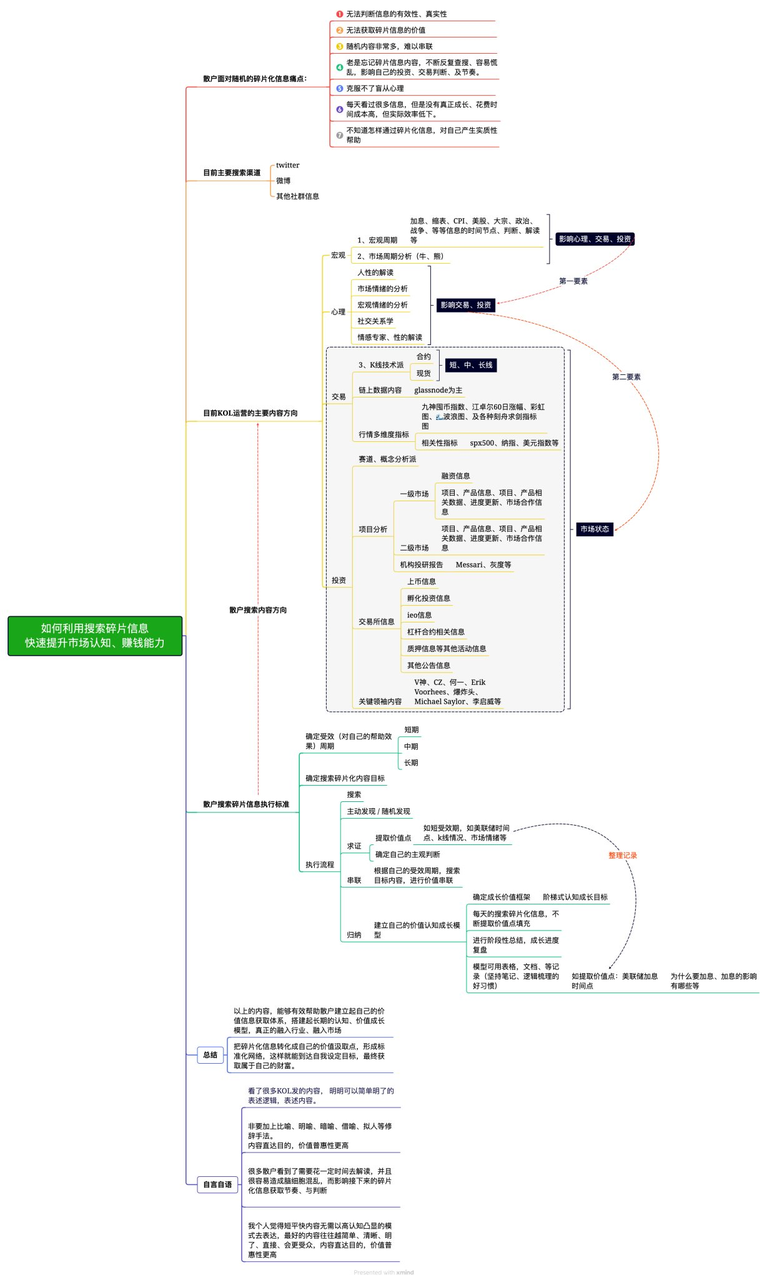 如何利用搜索碎片信息
快速提升市场认知、赚钱能力
散户面对随机的碎片化信息痛点：
1 无法判断信息的有效性、真实性
2 无法获取碎片信息的价值
3 随机内容非常多，难以串联
4 老是忘记碎片信息内容，不断反复查搜、容易慌
乱。影响自己的投资、交易判断、及节奏。
5 克服不了盲从心理
6 每天看过很多信息，但是没有真正成长、花费时
间成本高，但实际效率低下。
7 不知道怎样通过碎片化信息，对自己产生实质性
帮助
目前主要搜索渠道
twitter
微博
其他社群信息
目前KOL运营的主要内容方向
宏观
1、宏观周期
加息、缩表、CPI、美股、大宗、政治、
战争、等等信息的时间节点、判断、解读
等
2、市场周期分析（牛、熊）
影响心理、交易、投资
第一要素
心理
人性的解读
市场情绪的分析
宏观情绪的分析
社交关系学
情感专家、性的解读
影响交易、投资
第二要素
交易
3、K线技术派
合约
现货
短、中、长线
链上数据内容
glassnode为主
行情多维度指标
九神囤币指数、江卓尔60日涨幅、彩虹
图、🌊波浪图、及各种刻舟求剑指标
图
相关性指标
spx500、纳指、美元指数等
投资
赛道、概念分析派
项目分析
一级市场
融资信息
项目、产品信息、项目、产品相
关数据、进度更新、市场合作信
息
二级市场
项目、产品信息、项目、产品相
关数据、进度更新、市场合作信
息
机构投研报告
Messari、灰度等
交易所信息
上币信息
孵化投资信息
ieo信息
杠杆合约相关信息
质押信息等其他活动信息
其他公告信息
关键领袖内容
V神、CZ、何一、Erik
Voorhees、爆炸头、
Michael Saylor、李启威等
市场状态
散户搜索内容方向
散户搜索碎片信息执行标准
确定受效（对自己的帮助效
果）周期
短期
中期
长期
确定搜索碎片化内容目标
执行流程
搜索
主动发现 / 随机发现
求证
提取价值点
如短受效期，如美联储时间
点、k线情况、市场情绪等
确定自己的主观判断
串联
根据自己的受效周期，搜索
目标内容，进行价值串联
归纳
建立自己的价值认知成长模
型
确定成长价值框架
阶梯式认知成长目标
每天的搜索碎片化信息，不
断提取价值点填充
进行阶段性总结，成长进度
复盘
模型可用表格，文档、等记
录（坚持笔记、逻辑梳理的
好习惯）
如提取价值点：美联储加息
时间点
为什么要加息、加息的影响
有哪些等
整理记录
总结
以上的内容，能够有效帮助散户建立起自己的价
值信息获取体系，搭建起长期的认知、价值成长
模型，真正的融入行业、融入市场
把碎片化信息转化成自己的价值汲取点，形成标
准化网络，这样就能到达自我设定目标，最终获
取属于自己的财富。
自言自语
看了很多KOL发的内容， 明明可以简单明了的
表述逻辑，表述内容。
非要加上比喻、明喻、暗喻、借喻、拟人等修
辞手法。
内容直达目的，价值普惠性更高
很多散户看到了需要花一定时间去解读，并且
很容易造成脑细胞混乱，而影响接下来的碎片
化信息获取节奏、与判断
我个人觉得短平快内容无需以高认知凸显的模
式去表达，最好的内容往往越简单、清晰、明
了、直接、会更受众，内容直达目的，价值普
惠性更高
Presented with xmind